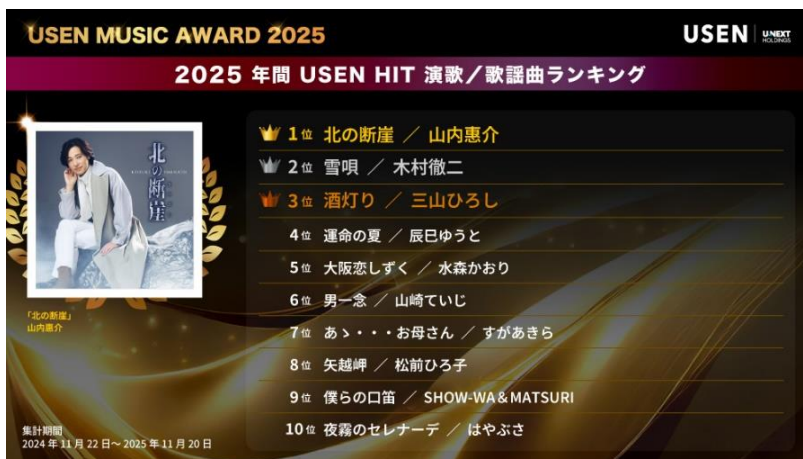 USEN MUSIC AWARD 2025
USEN
U-NEXT
HOLDINGS
2025 年間 USEN HIT 演歌／歌謡曲ランキング
北の断崖
「北の断崖」
山内惠介
1位 北の断崖 ／ 山内惠介
2位 雪唄 ／ 木村徹二
3位 酒灯り ／ 三山ひろし
4位 運命の夏 ／ 辰巳ゆうと
5位 大阪恋しずく ／ 水森かおり
6位 男一念 ／ 山崎ていじ
7位 あゝ・・・お母さん ／ すがあきら
8位 矢越岬 ／ 松前ひろ子
9位 僕らの口笛 ／ SHOW-WA＆MATSURI
10位 夜霧のセレナーデ ／ はやぶさ
集計期間
2024年11月22日～2025年11月20日